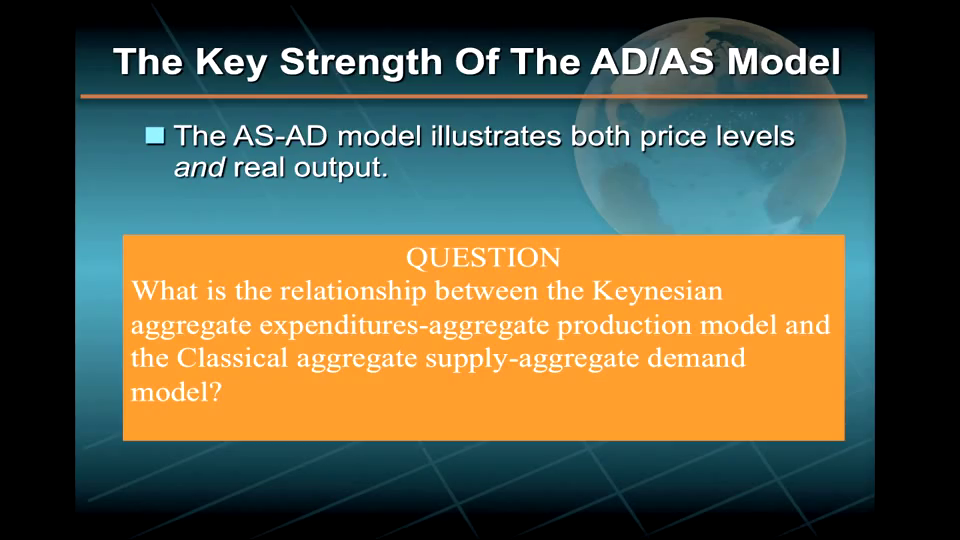 The Key Strength Of The AD/AS Model
The AS-AD model illustrates both price levels
and real output.
QUESTION
What is the relationship between the Keynesian
aggregate expenditures-aggregate production model and
the Classical aggregate supply-aggregate demand
model?